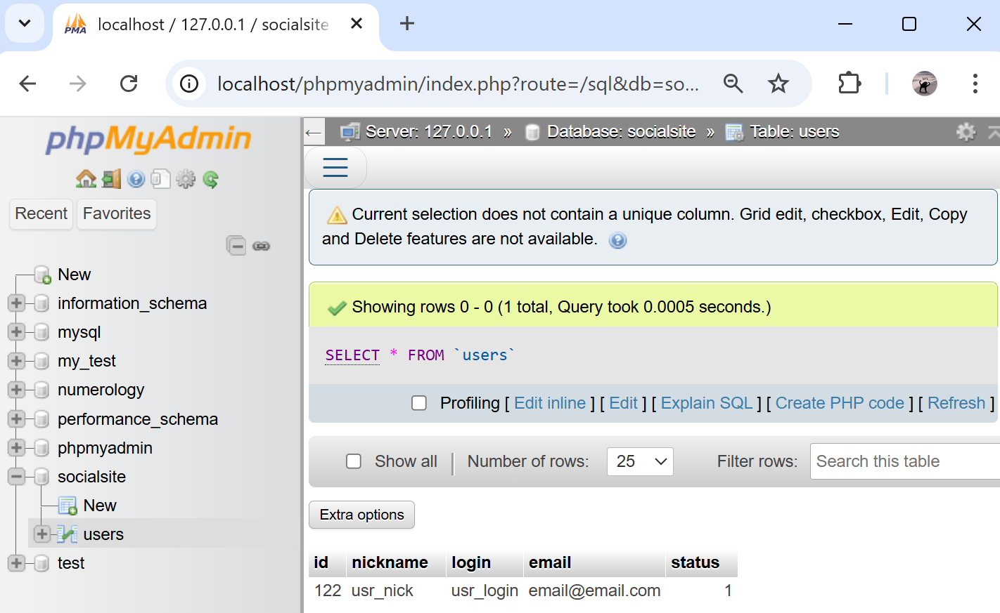 localhost / 127.0.0.1 / socialsite
localhost/phpmyadmin/index.php?route=/sql&db=so...
phpMyAdmin
Recent
Favorites
New
information_schema
mysql
my_test
numerology
performance_schema
phpmyadmin
socialsite
New
users
test
Server: 127.0.0.1 » Database: socialsite » Table: users
Current selection does not contain a unique column. Grid edit, checkbox, Edit, Copy
and Delete features are not available.
Showing rows 0 - 0 (1 total, Query took 0.0005 seconds.)
SELECT * FROM `users`
Profiling [ Edit inline ] [ Edit ] [ Explain SQL ] [ Create PHP code ] [ Refresh ]
Show all | Number of rows: 25 Filter rows: Search this table
Extra options
id nickname login email status
122 usr_nick usr_login email@email.com 1